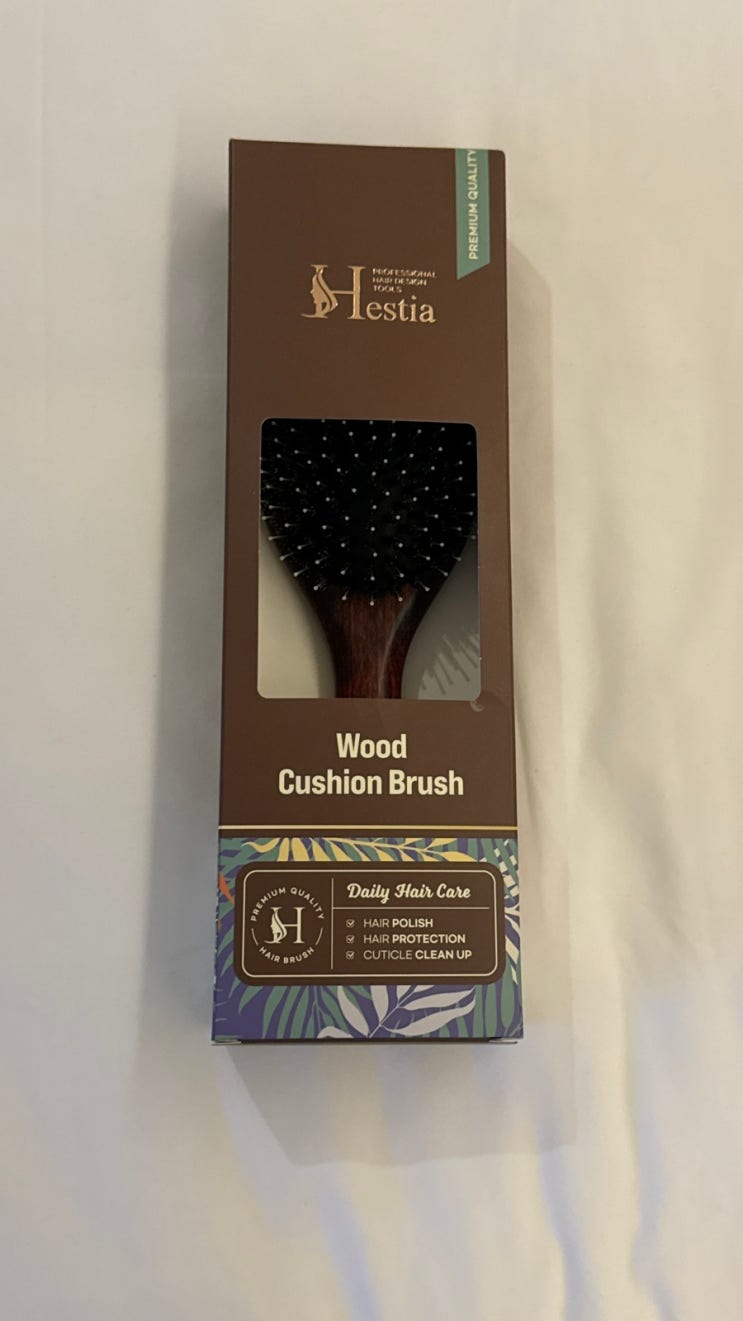 PREMIUM QUALITY
PROFESSIONAL
HAIR DESIGN
TOOLS
Hestia
Wood
Cushion Brush
PREMIUM QUALITY
H
HAIR BRUSH
Daily Hair Care
HAIR POLISH
HAIR PROTECTION
CUTICLE CLEAN UP